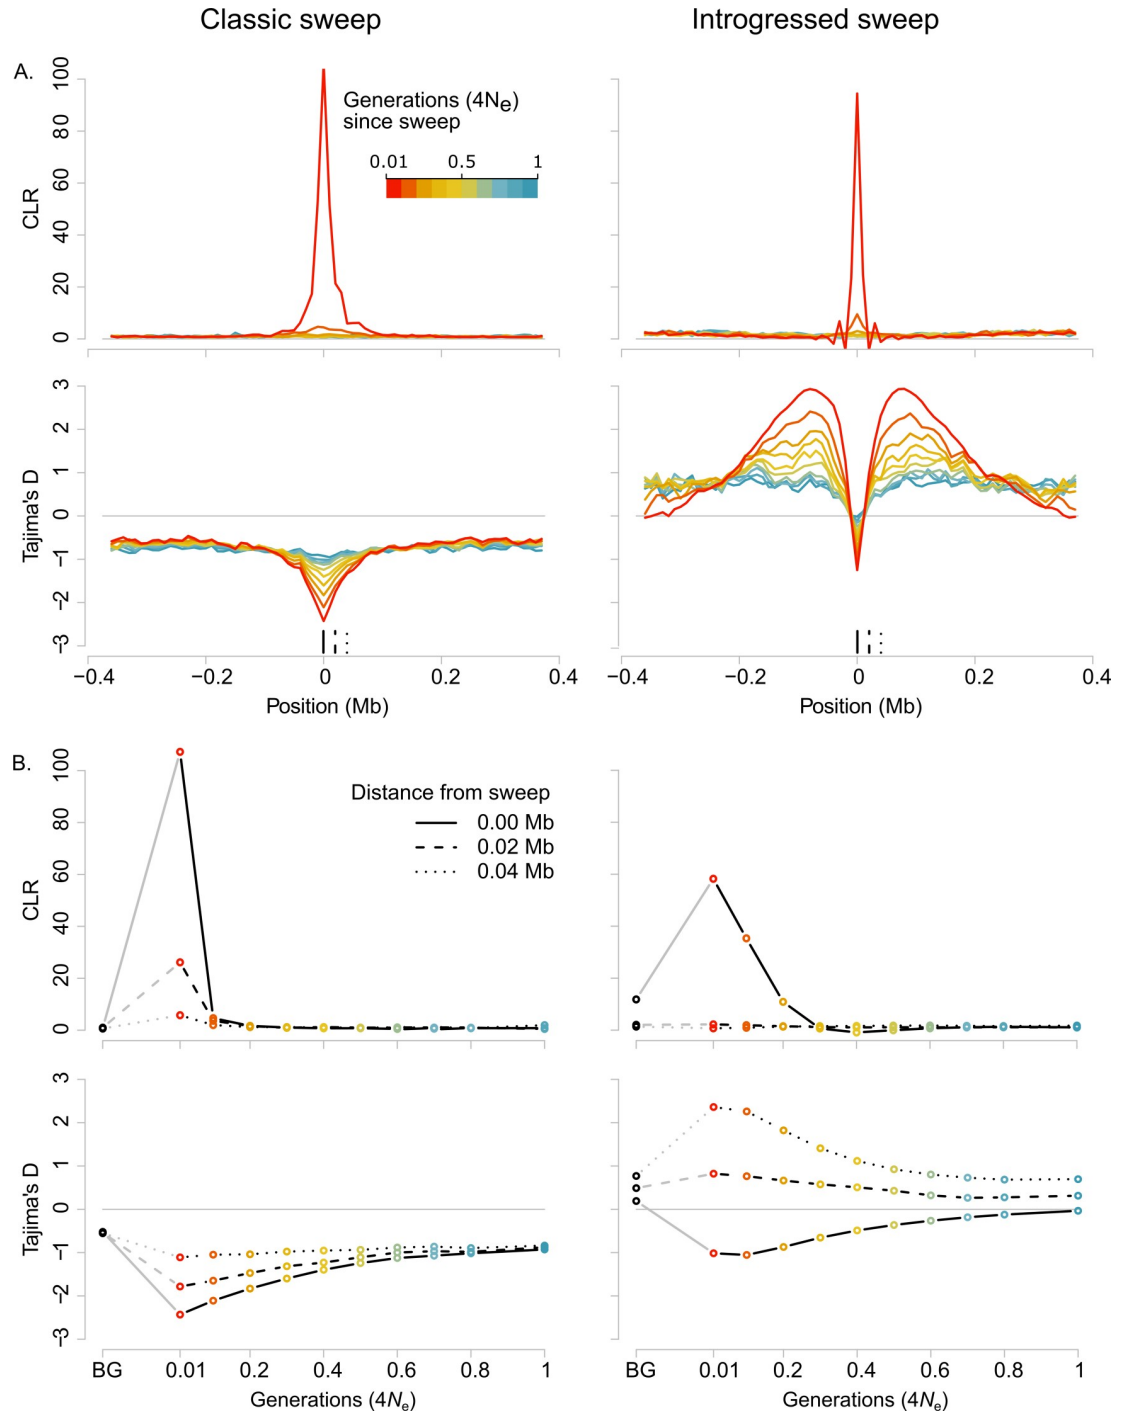 Classic sweep
Introgressed sweep
A.
CLR
100
80
60
40
20
0
Generations (4Ne)
since sweep
0.01 0.5 1
Tajima's D
3
2
1
0
−1
−2
−3
−0.4 −0.2 0 0.2 0.4
Position (Mb)
−0.4 −0.2 0 0.2 0.4
Position (Mb)
B.
CLR
100
80
60
40
20
0
Distance from sweep
0.00 Mb
0.02 Mb
0.04 Mb
CLR
Tajima's D
3
2
1
0
−1
−2
−3
Tajima's D
BG 0.01 0.2 0.4 0.6 0.8 1
Generations (4Ne)
BG 0.01 0.2 0.4 0.6 0.8 1
Generations (4Ne)